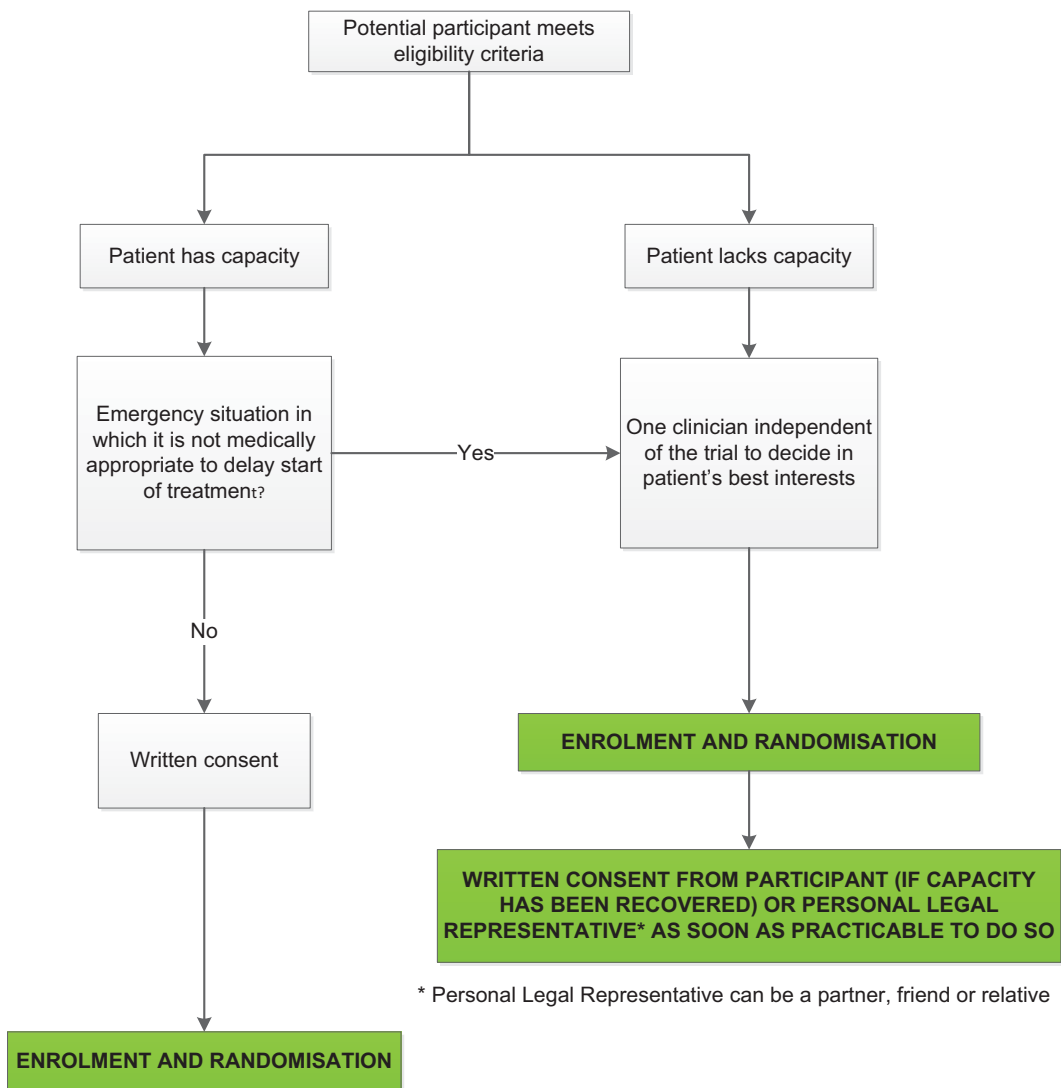 Potential participant meets
eligibility criteria
Patient has capacity
Patient lacks capacity
Emergency situation in
which it is not medically
appropriate to delay start
of treatment?
Yes
One clinician independent
of the trial to decide in
patient’s best interests
No
Written consent
ENROLMENT AND RANDOMISATION
WRITTEN CONSENT FROM PARTICIPANT (IF CAPACITY
HAS BEEN RECOVERED) OR PERSONAL LEGAL
REPRESENTATIVE* AS SOON AS PRACTICABLE TO DO SO
* Personal Legal Representative can be a partner, friend or relative
ENROLMENT AND RANDOMISATION